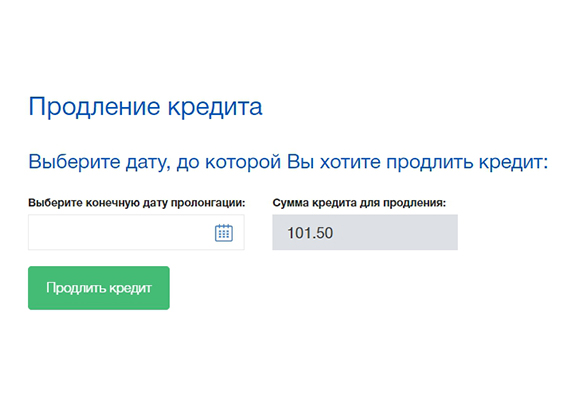 Продление кредита
Выберите дату, до которой Вы хотите продлить кредит:
Выберите конечную дату пролонгации:
Сумма кредита для продления:
101.50
Продлить кредит